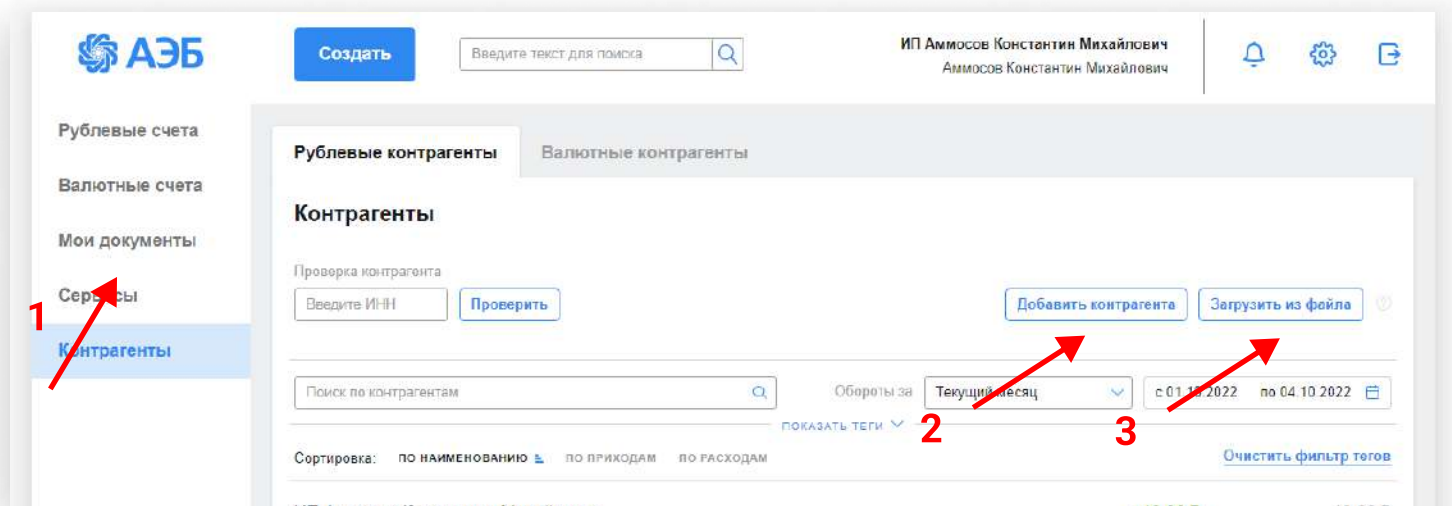 АЭБ
Создать
Введите текст для поиска
ИП Аммосов Константин Михайлович
Аммосов Константин Михайлович
Рублевые счета
Валютные счета
Мои документы
Сервисы
Контрагенты
1
Рублевые контрагенты
Валютные контрагенты
Контрагенты
Проверка контрагента
Введите ИНН
Проверить
Добавить контрагента
Загрузить из файла
Поиск по контрагентам
Обороты за
Текущий месяц
с 01.10.2022 по 04.10.2022
ПОКАЗАТЬ ТЕГИ
2
3
Сортировка: ПО НАИМЕНОВАНИЮ ПО ПРИХОДАМ ПО РАСХОДАМ
Очистить фильтр тегов